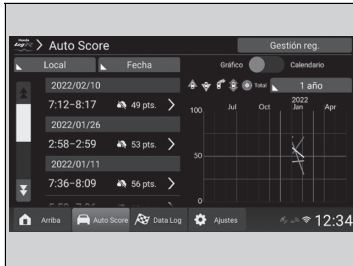 Honda
LogR
Auto Score
Gestión reg.
Local
Fecha
Gráfico
Calendario
2022/02/10
7:12-8:17 49 pts.
2022/01/26
2:58-2:59 53 pts.
2022/01/11
7:36-8:09 56 pts.
Total
1 año
100
50
0
Jul Oct 2022 Jan Apr
Arriba
Auto Score
Data Log
Ajustes
12:34